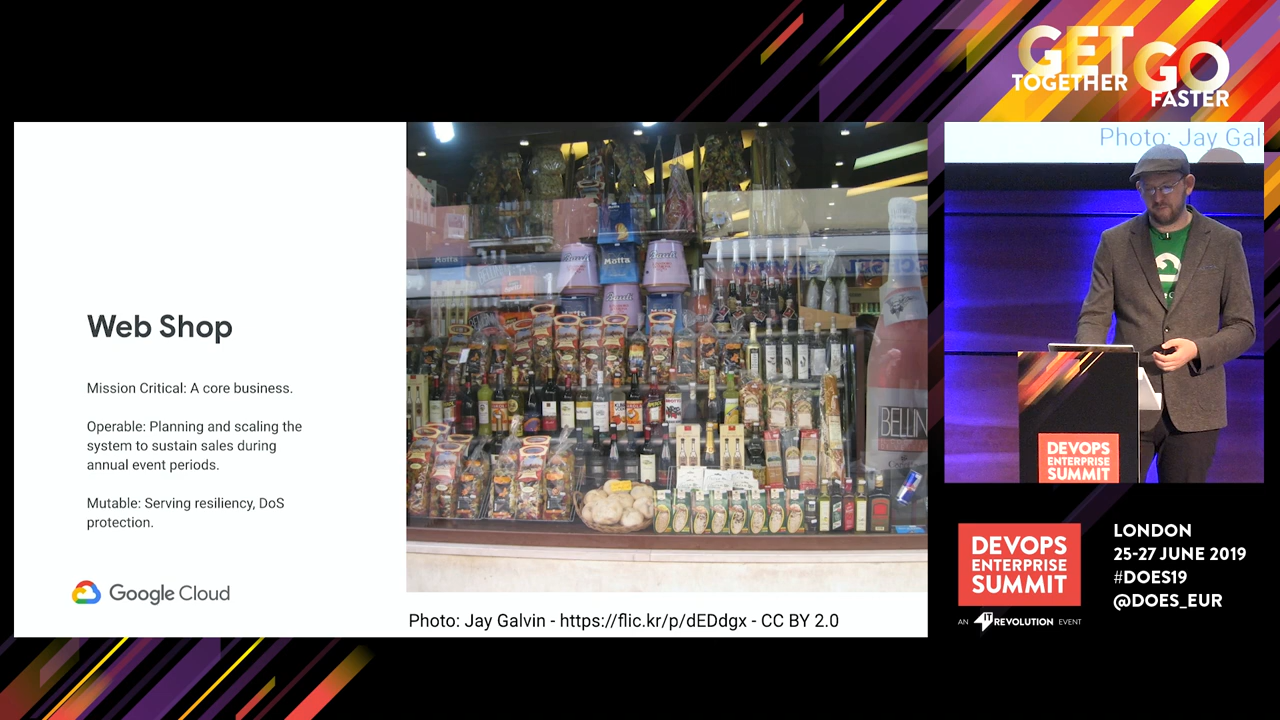 GET
TOGETHER
GO
FASTER
Web Shop
Mission Critical: A core business.
Operable: Planning and scaling the
system to sustain sales during
annual event periods.
Mutable: Serving resiliency, DoS
protection.
Google Cloud
Motta
Motta
BELLIN
Photo: Jay Galvin - https://flic.kr/p/dEDdgx - CC BY 2.0
Photo: Jay Gal
DEVOPS
ENTERPRISE
SUMMIT
DEVOPS
ENTERPRISE
SUMMIT
AN IT REVOLUTION EVENT
LONDON
25-27 JUNE 2019
#DOES19
@DOES_EUR